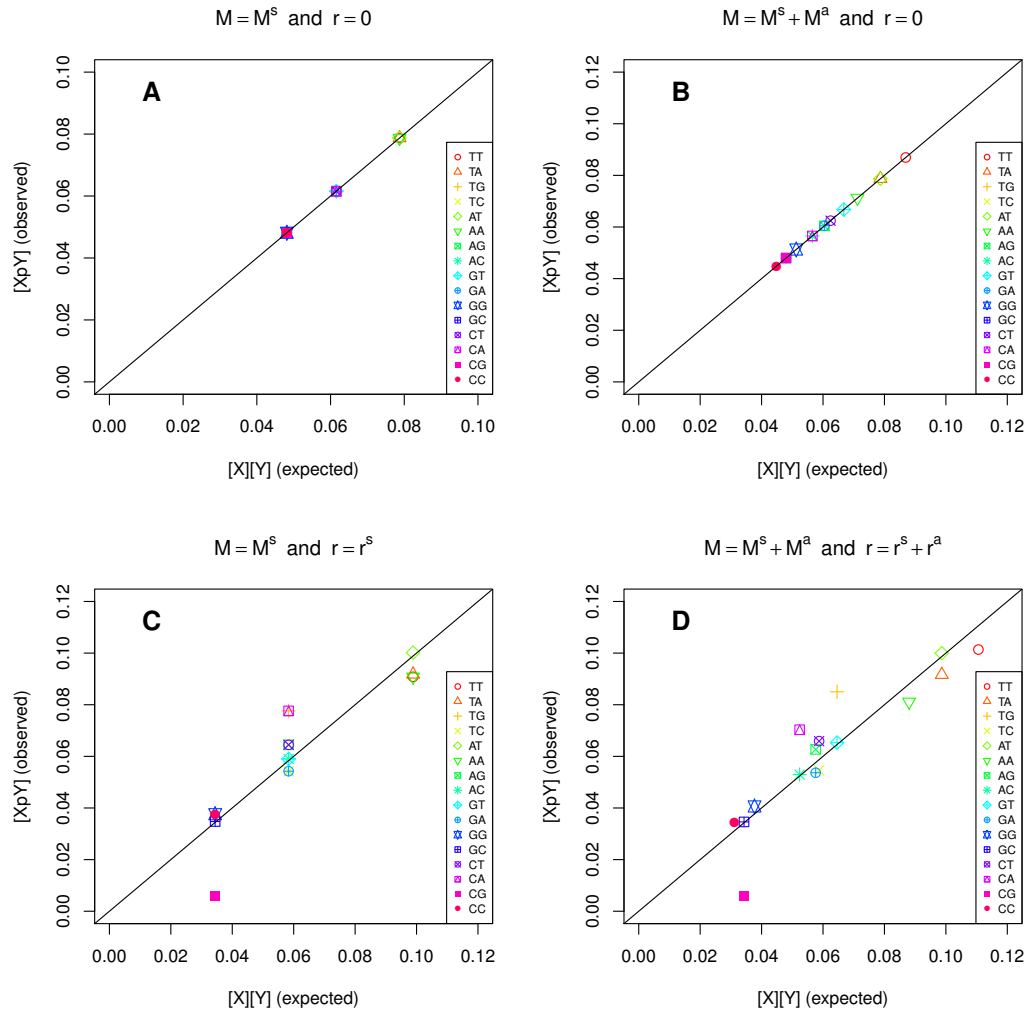 M = Mˢ and r = 0
A
[XpY] (observed)
0.10
0.08
0.06
0.04
0.02
0.00
0.00 0.02 0.04 0.06 0.08 0.10
[X][Y] (expected)
TT
TA
TG
TC
AT
AA
AG
AC
GT
GA
GG
GC
CT
CA
CG
CC
M = Mˢ + Mᵃ and r = 0
B
[XpY] (observed)
0.12
0.10
0.08
0.06
0.04
0.02
0.00
0.00 0.02 0.04 0.06 0.08 0.10 0.12
[X][Y] (expected)
TT
TA
TG
TC
AT
AA
AG
AC
GT
GA
GG
GC
CT
CA
CG
CC
M = Mˢ and r = rˢ
C
[XpY] (observed)
0.12
0.10
0.08
0.06
0.04
0.02
0.00
0.00 0.02 0.04 0.06 0.08 0.10 0.12
[X][Y] (expected)
TT
TA
TG
TC
AT
AA
AG
AC
GT
GA
GG
GC
CT
CA
CG
CC
M = Mˢ + Mᵃ and r = rˢ + rᵃ
D
[XpY] (observed)
0.12
0.10
0.08
0.06
0.04
0.02
0.00
0.00 0.02 0.04 0.06 0.08 0.10 0.12
[X][Y] (expected)
TT
TA
TG
TC
AT
AA
AG
AC
GT
GA
GG
GC
CT
CA
CG
CC